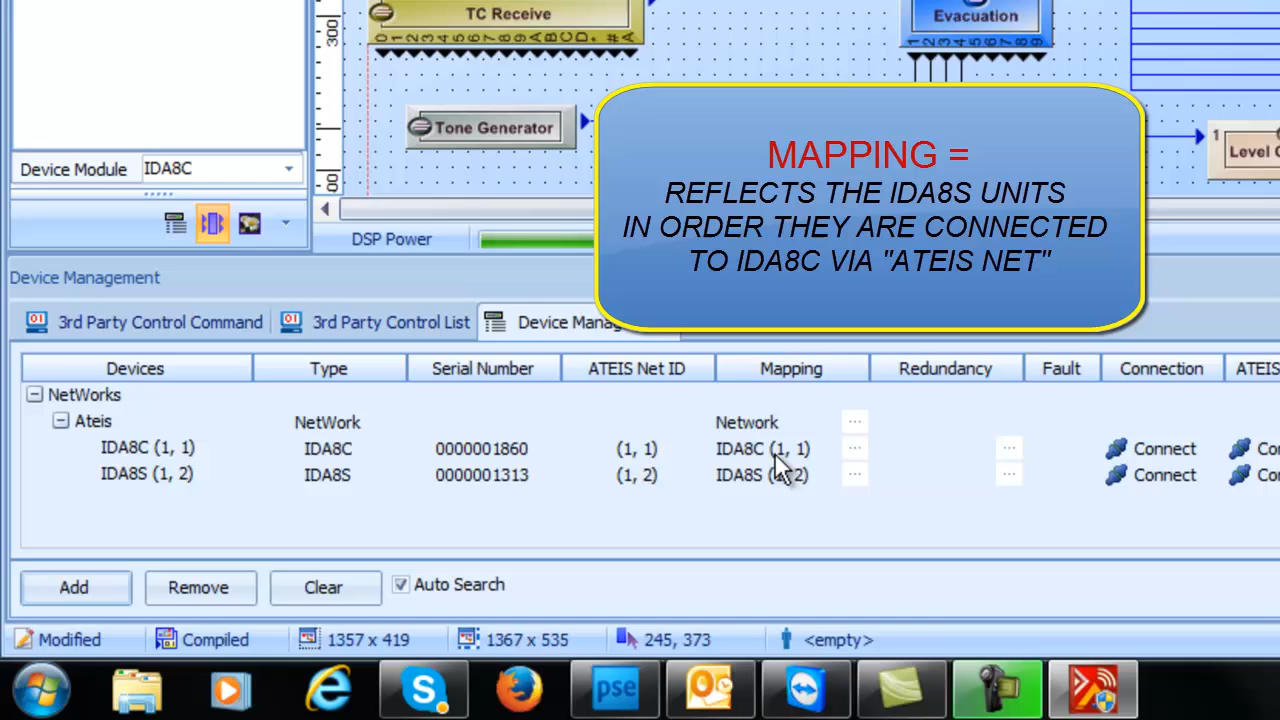 TC Receive
Evacuation
300
0 1 2 3 4 5 6 7 8 9 A B C D * # A
1 2 3 4 5 6 7 8 9
Tone Generator
MAPPING =
REFLECTS THE IDA8S UNITS
IN ORDER THEY ARE CONNECTED
TO IDA8C VIA "ATEIS NET"
1
Level
Device Module IDA8C
00
DSP Power
Device Management
3rd Party Control Command 3rd Party Control List Device Manag
Devices Type Serial Number ATEIS Net ID Mapping Redundancy Fault Connection ATEIS
NetWorks
Ateis NetWork Network ...
IDA8C (1, 1) IDA8C 0000001860 (1, 1) IDA8C (1, 1) ... ... Connect Co
IDA8S (1, 2) IDA8S 0000001313 (1, 2) IDA8S (1, 2) ... ... Connect Co
Add Remove Clear Auto Search
Modified Compiled 1357 x 419 1367 x 535 245, 373 <empty>
pse